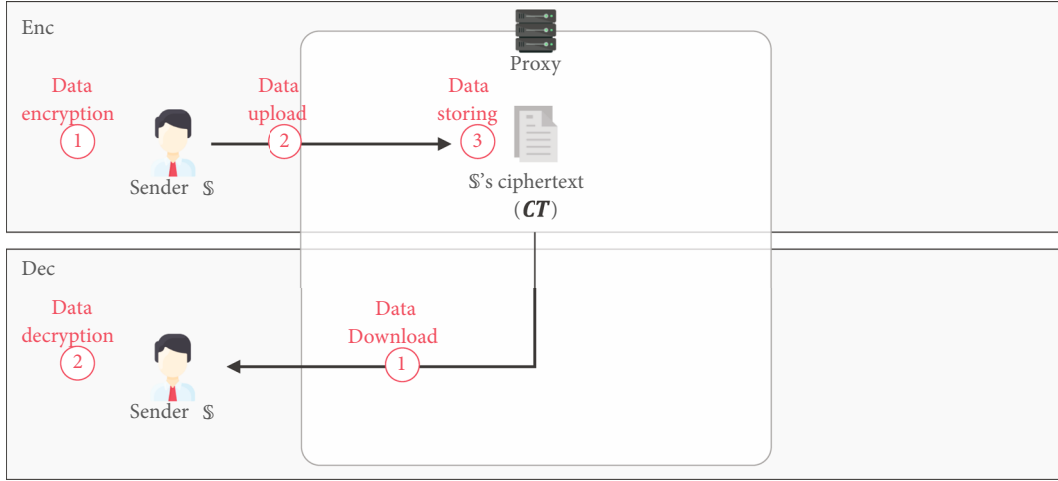 Enc
Proxy
Data
encryption
1
Data
upload
2
Data
storing
3
Sender 𝕊
𝕊's ciphertext
(CT)
Dec
Data
decryption
2
Data
Download
1
Sender 𝕊